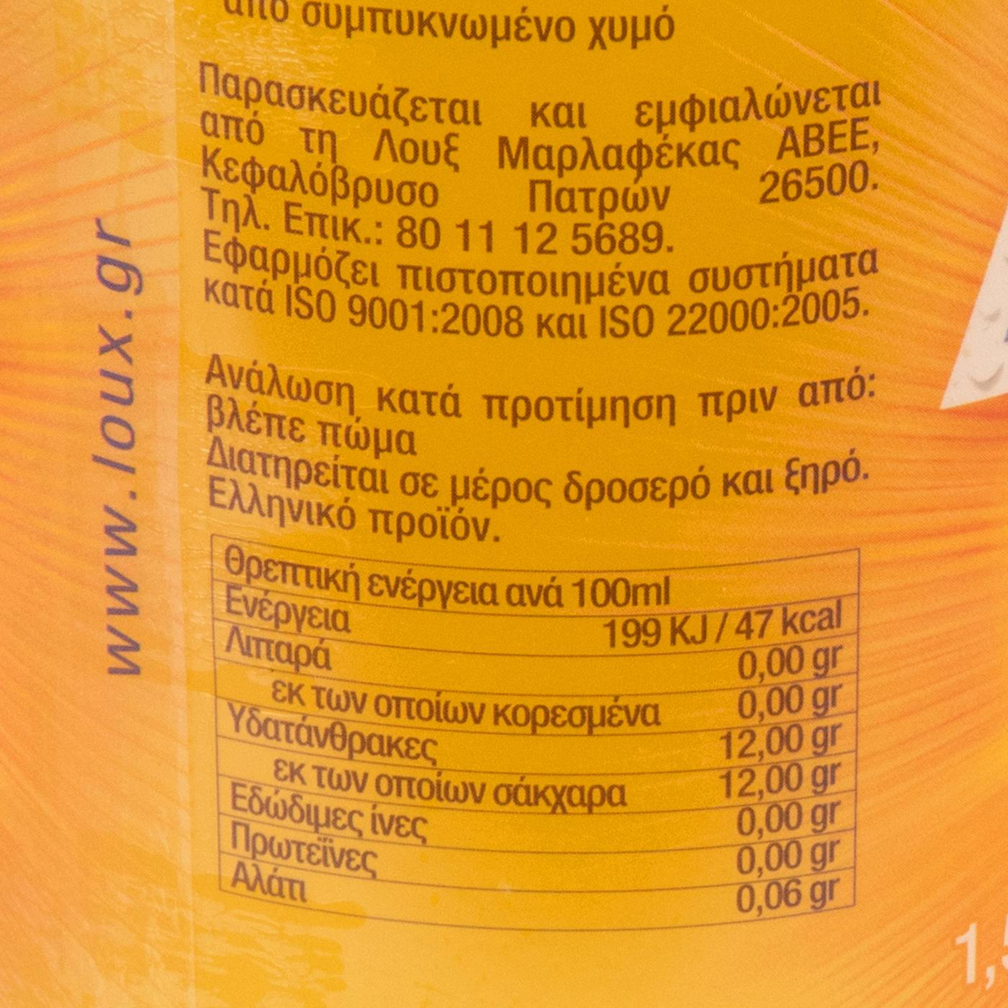 από συμπυκνωμένο χυμό
Παρασκευάζεται και εμφιαλώνεται
από τη Λουξ Μαρλαφέκας ΑΒΕΕ,
Κεφαλόβρυσο Πατρών 26500.
Τηλ. Επικ.: 80 11 12 5689.
Εφαρμόζει πιστοποιημένα συστήματα
κατά ISO 9001:2008 και ISO 22000:2005.
Ανάλωση κατά προτίμηση πριν από:
βλέπε πώμα
Διατηρείται σε μέρος δροσερό και ξηρό.
Ελληνικό προϊόν.
Θρεπτική ενέργεια ανά 100ml
Ενέργεια 199 KJ / 47 kcal
Λιπαρά 0,00 gr
εκ των οποίων κορεσμένα 0,00 gr
Υδατάνθρακες 12,00 gr
εκ των οποίων σάκχαρα 12,00 gr
Εδώδιμες ίνες 0,00 gr
Πρωτεΐνες 0,00 gr
Αλάτι 0,06 gr
www.loux.gr